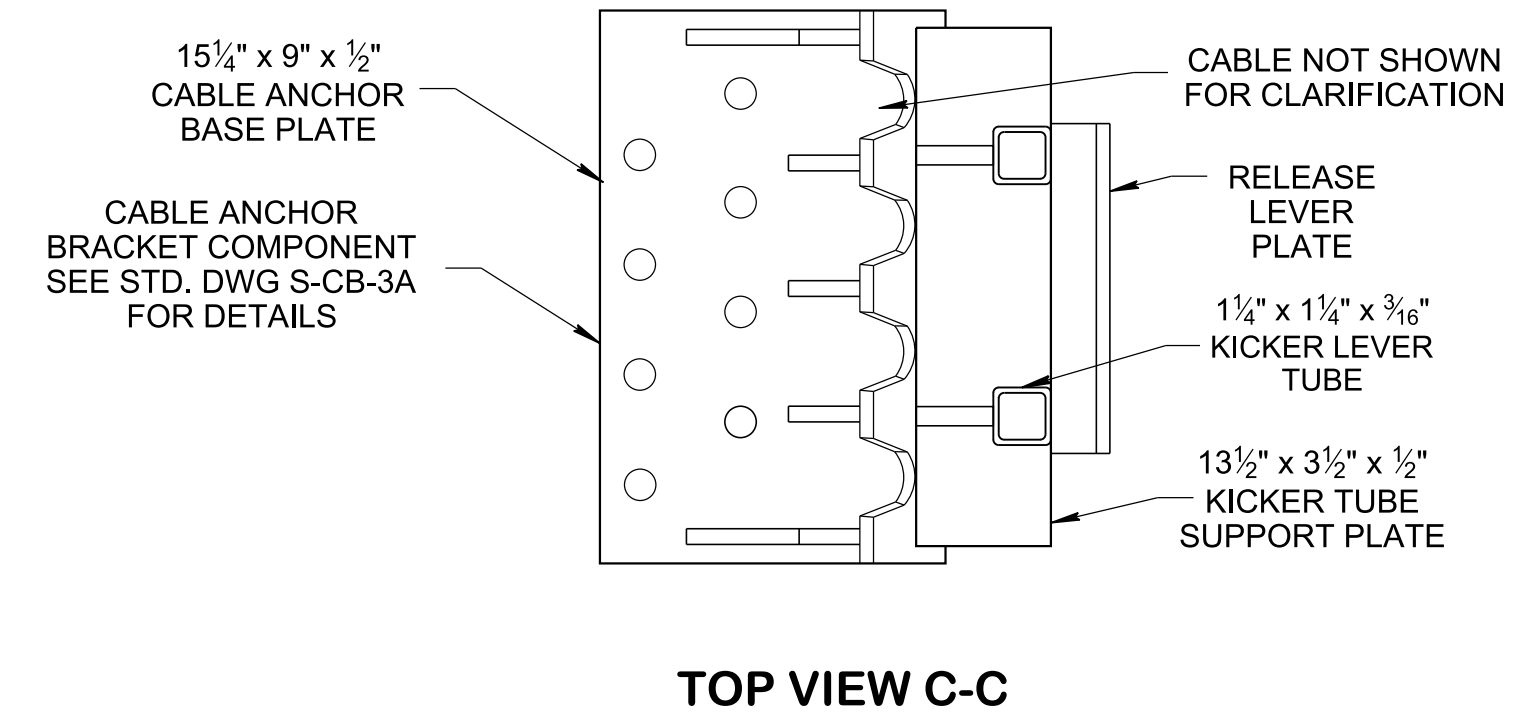 15¼" x 9" x ½"
CABLE ANCHOR
BASE PLATE
CABLE ANCHOR
BRACKET COMPONENT
SEE STD. DWG S-CB-3A
FOR DETAILS
CABLE NOT SHOWN
FOR CLARIFICATION
RELEASE
LEVER
PLATE
1¼" x 1¼" x 3⁄16"
KICKER LEVER
TUBE
13½" x 3½" x ½"
KICKER TUBE
SUPPORT PLATE
TOP VIEW C-C